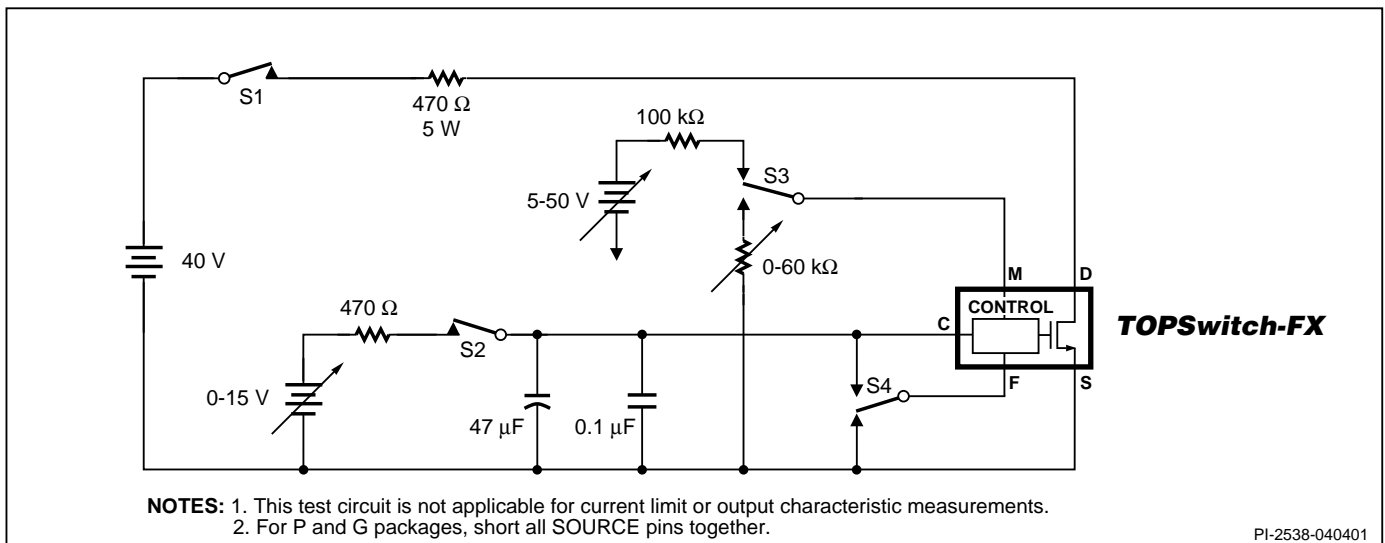 S1
470 Ω
5 W
100 kΩ
S3
5-50 V
40 V
0-60 kΩ
M
D
470 Ω
CONTROL
C
TOPSwitch-FX
S2
F
S
S4
0-15 V
47 µF
0.1 µF
NOTES: 1. This test circuit is not applicable for current limit or output characteristic measurements.
2. For P and G packages, short all SOURCE pins together.
PI-2538-040401